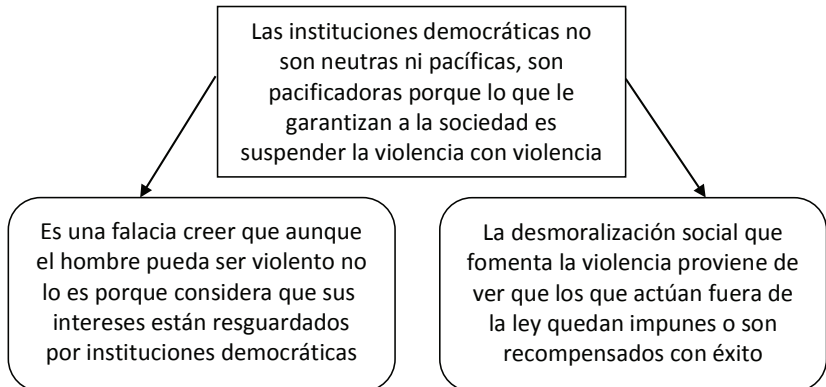 Las instituciones democráticas no
son neutras ni pacíficas, son
pacificadoras porque lo que le
garantizan a la sociedad es
suspender la violencia con violencia
Es una falacia creer que aunque
el hombre pueda ser violento no
lo es porque considera que sus
intereses están resguardados
por instituciones democráticas
La desmoralización social que
fomenta la violencia proviene de
ver que los que actúan fuera de
la ley quedan impunes o son
recompensados con éxito